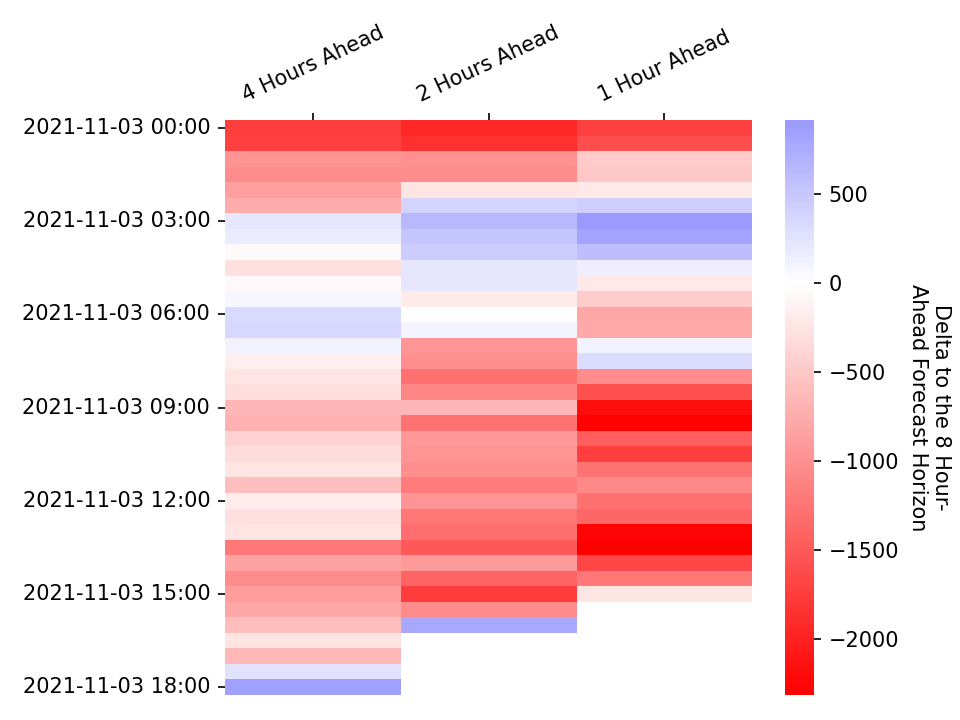 4 Hours Ahead
2 Hours Ahead
1 Hour Ahead
2021-11-03 00:00
2021-11-03 03:00
2021-11-03 06:00
2021-11-03 09:00
2021-11-03 12:00
2021-11-03 15:00
2021-11-03 18:00
500
0
−500
−1000
−1500
−2000
Delta to the 8 Hour-
Ahead Forecast Horizon